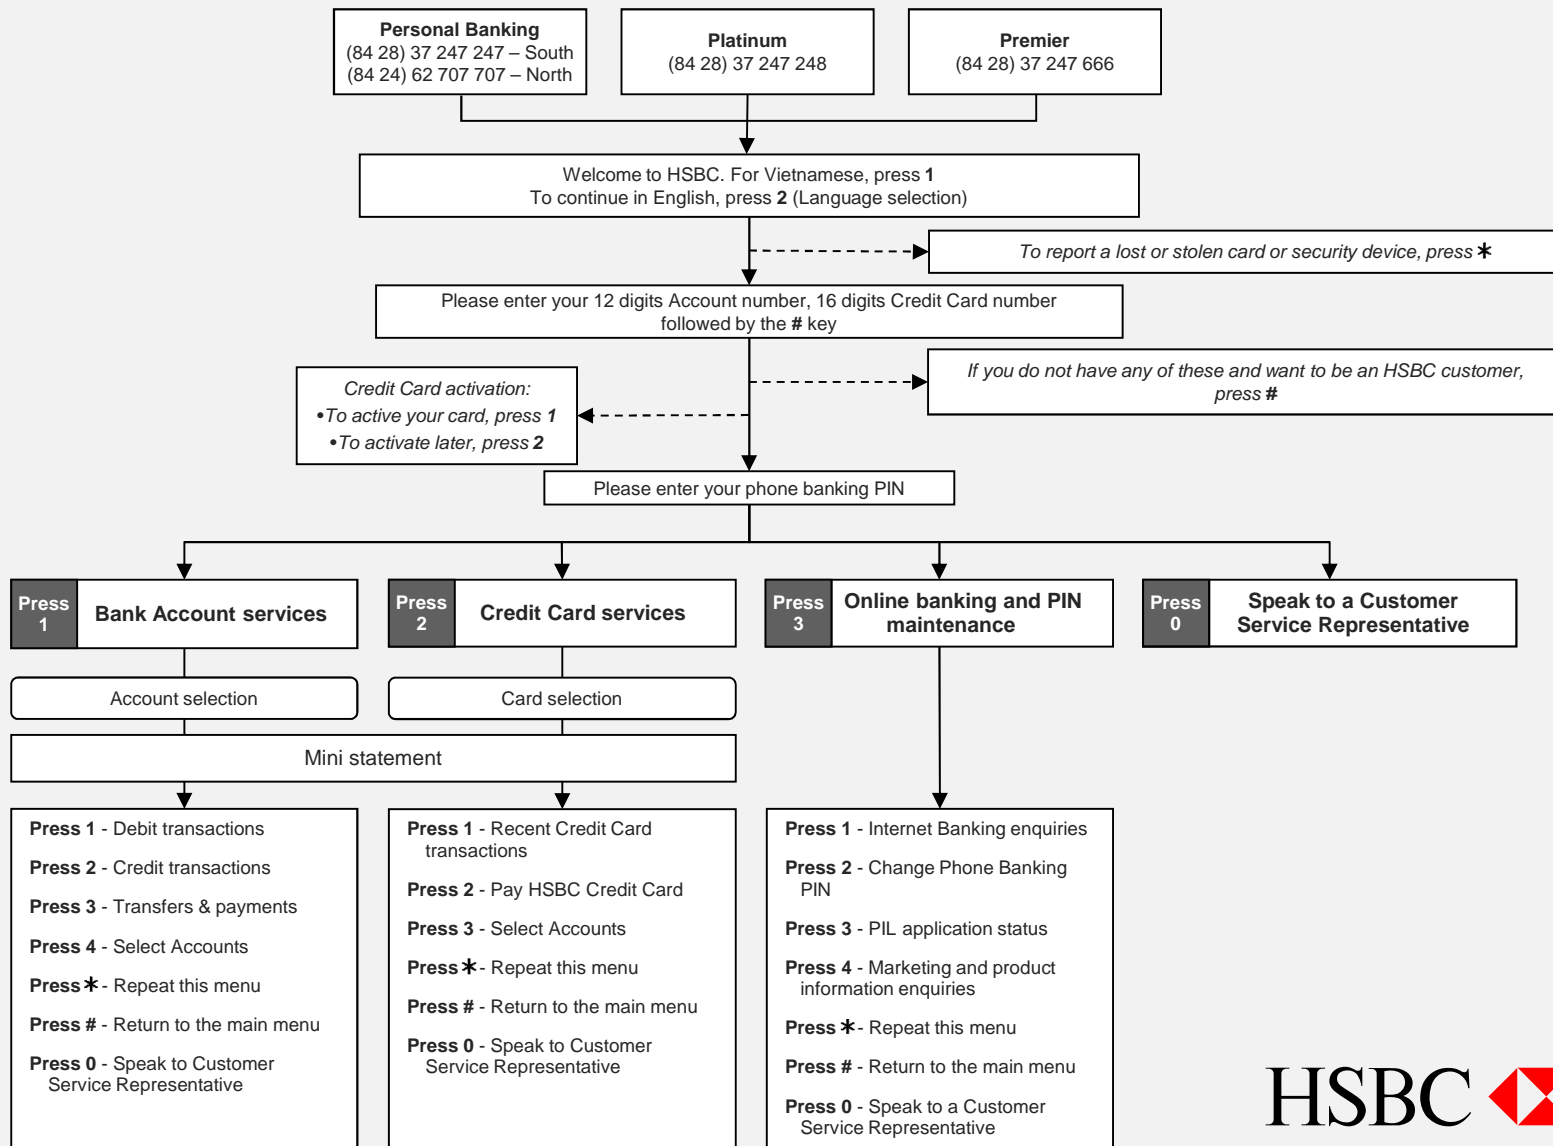 Personal Banking
(84 28) 37 247 247 – South
(84 24) 62 707 707 – North
Platinum
(84 28) 37 247 248
Premier
(84 28) 37 247 666
Welcome to HSBC. For Vietnamese, press 1
To continue in English, press 2 (Language selection)
To report a lost or stolen card or security device, press *
Please enter your 12 digits Account number, 16 digits Credit Card number
followed by the # key
If you do not have any of these and want to be an HSBC customer,
press #
Credit Card activation:
•To active your card, press 1
•To activate later, press 2
Please enter your phone banking PIN
Press
1
Bank Account services
Press
2
Credit Card services
Press
3
Online banking and PIN
maintenance
Press
0
Speak to a Customer
Service Representative
Account selection
Card selection
Mini statement
Press 1 - Debit transactions
Press 2 - Credit transactions
Press 3 - Transfers & payments
Press 4 - Select Accounts
Press * - Repeat this menu
Press # - Return to the main menu
Press 0 - Speak to Customer
Service Representative
Press 1 - Recent Credit Card
transactions
Press 2 - Pay HSBC Credit Card
Press 3 - Select Accounts
Press * - Repeat this menu
Press # - Return to the main menu
Press 0 - Speak to Customer
Service Representative
Press 1 - Internet Banking enquiries
Press 2 - Change Phone Banking
PIN
Press 3 - PIL application status
Press 4 - Marketing and product
information enquiries
Press * - Repeat this menu
Press # - Return to the main menu
Press 0 - Speak to a Customer
Service Representative
HSBC